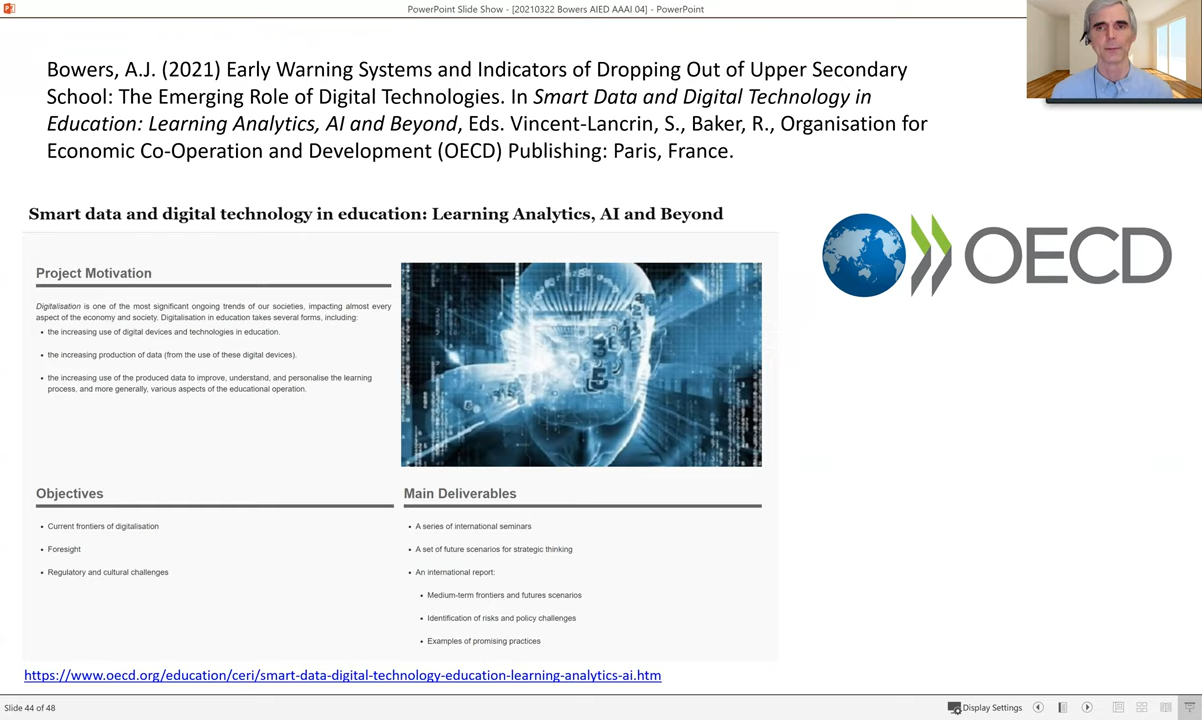 PowerPoint Slide Show - [20210322 Bowers AIED AAAI 04] - PowerPoint
Bowers, A.J. (2021) Early Warning Systems and Indicators of Dropping Out of Upper Secondary
School: The Emerging Role of Digital Technologies. In Smart Data and Digital Technology in
Education: Learning Analytics, AI and Beyond, Eds. Vincent-Lancrin, S., Baker, R., Organisation for
Economic Co-Operation and Development (OECD) Publishing: Paris, France.
Smart data and digital technology in education: Learning Analytics, AI and Beyond
OECD
Project Motivation
Digitalisation is one of the most significant ongoing trends of our societies, impacting almost every
aspect of the economy and society. Digitalisation in education takes several forms, including:
• the increasing use of digital devices and technologies in education.
• the increasing production of data (from the use of these digital devices).
• the increasing use of the produced data to improve, understand, and personalise the learning
process, and more generally, various aspects of the educational operation.
Objectives
• Current frontiers of digitalisation
• Foresight
• Regulatory and cultural challenges
Main Deliverables
• A series of international seminars
• A set of future scenarios for strategic thinking
• An international report:
• Medium-term frontiers and futures scenarios
• Identification of risks and policy challenges
• Examples of promising practices
https://www.oecd.org/education/ceri/smart-data-digital-technology-education-learning-analytics-ai.htm
Slide 44 of 48
Display Settings